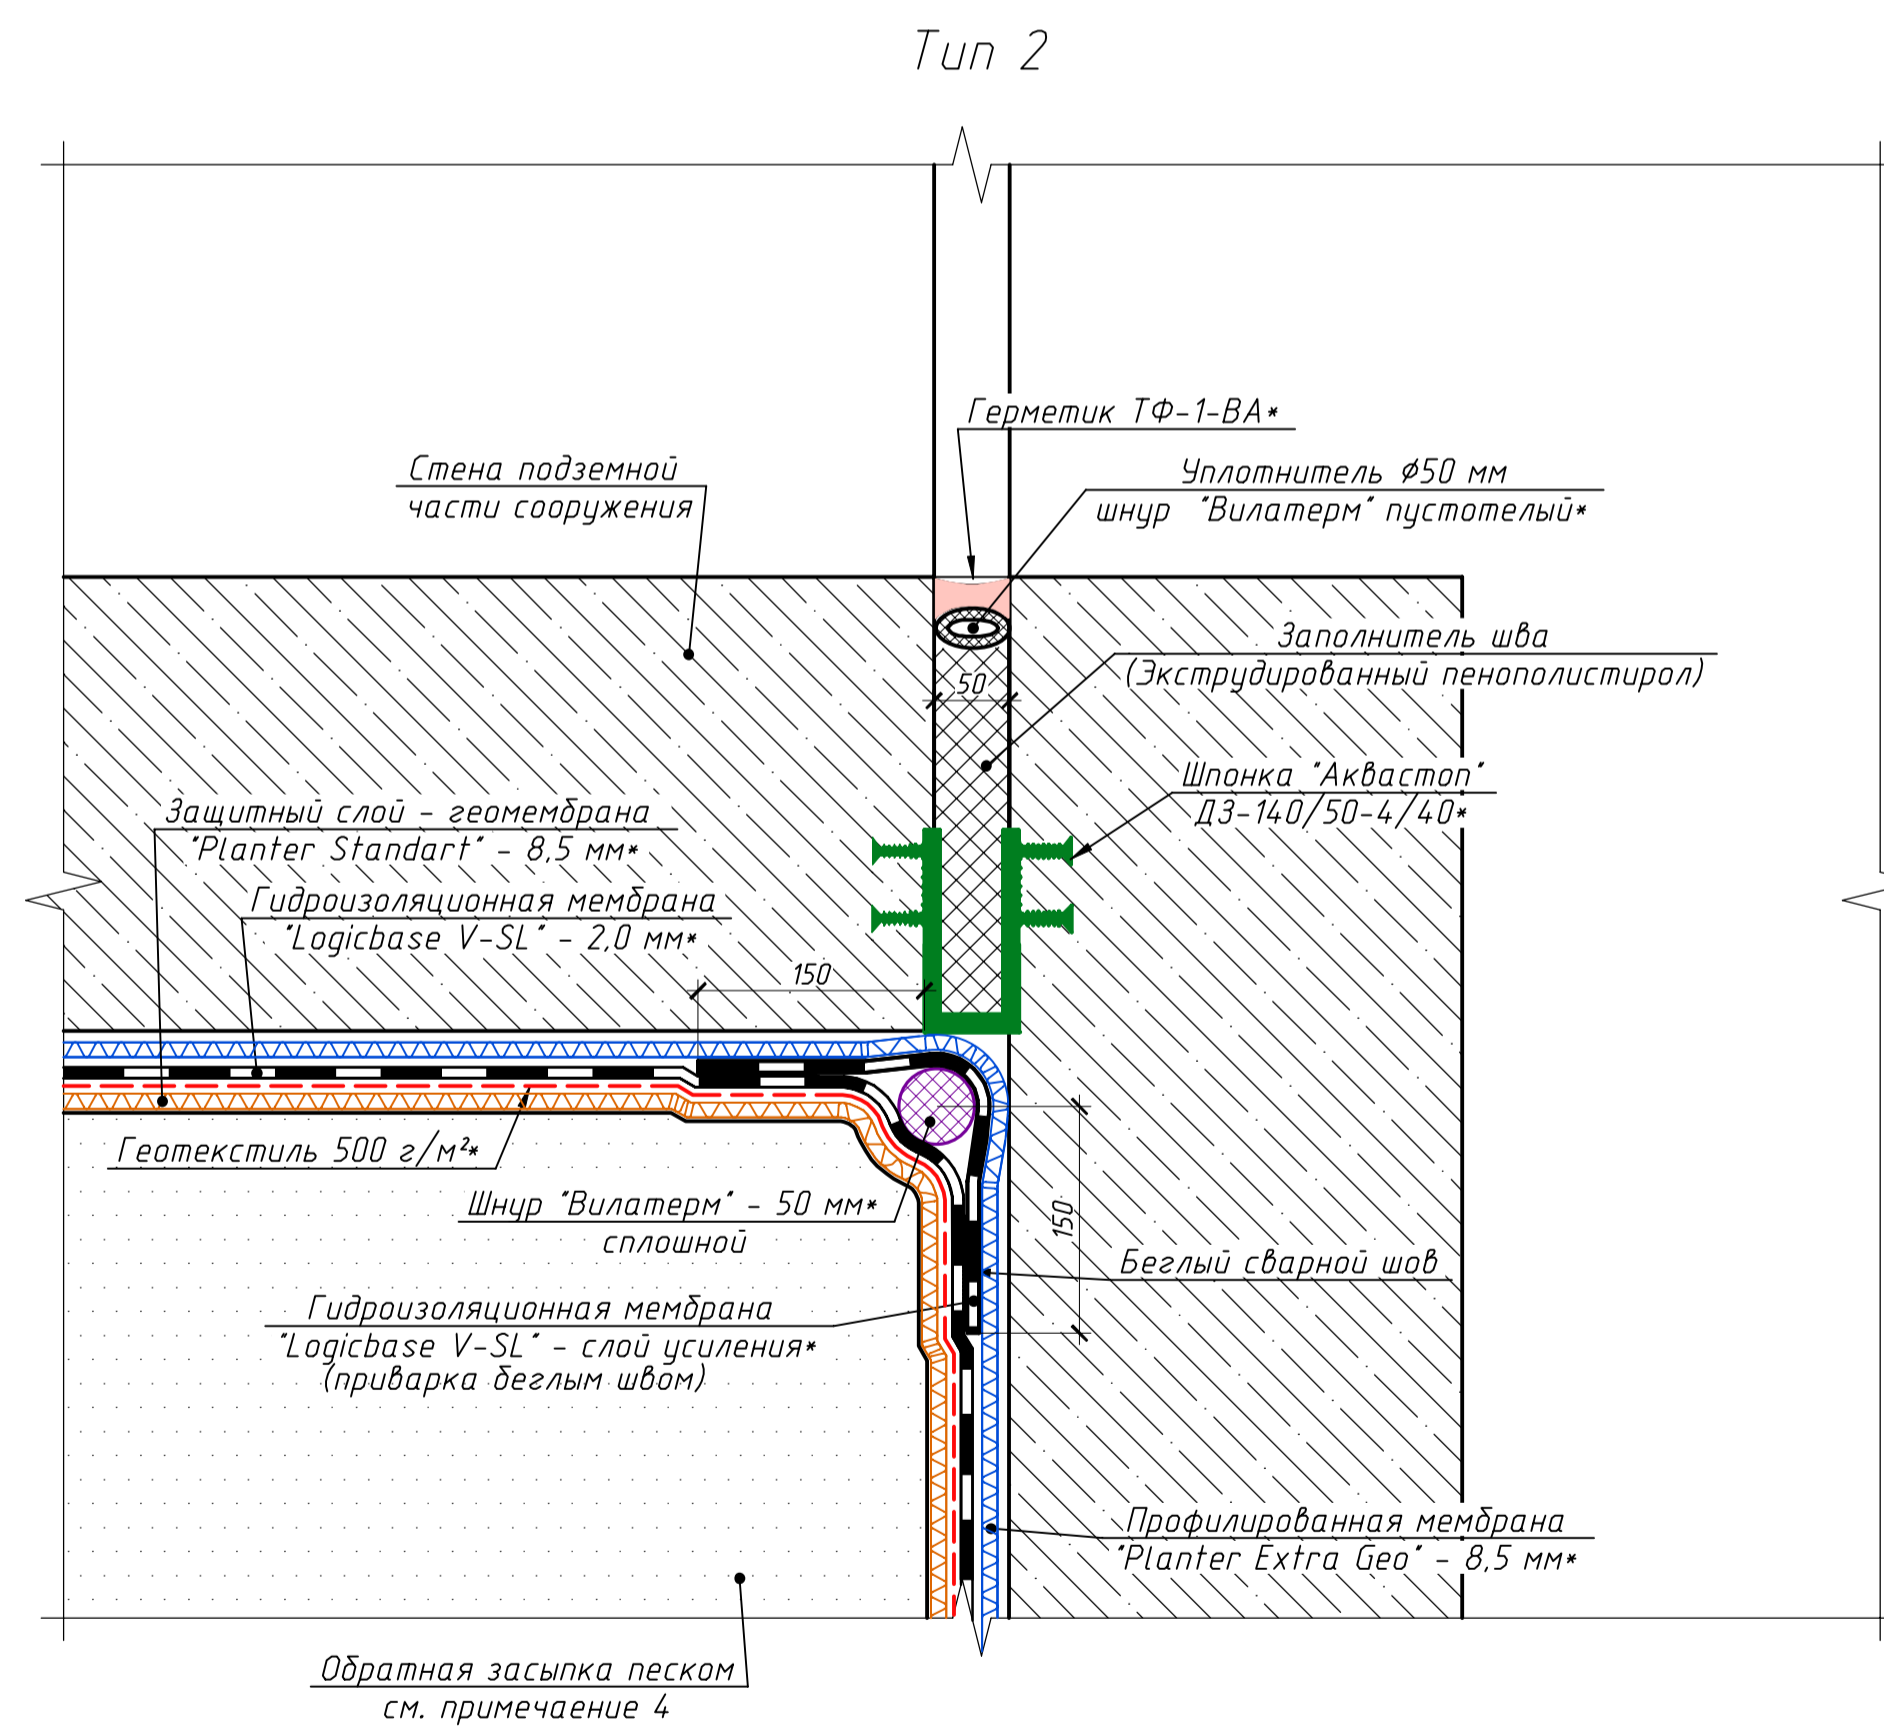 Тип 2
Герметик ТФ-1-ВА*
Стена подземной
части сооружения
Уплотнитель ϕ50 мм
шнур "Вилатерм" пустотелый*
Заполнитель шва
(Экструдированный пенополистирол)
50
Шпонка "Аквастоп"
ДЗ-140/50-4/40*
Защитный слой - геомембрана
"Planter Standart" - 8,5 мм*
Гидроизоляционная мембрана
"Logicbase V-SL" - 2,0 мм*
150
Геотекстиль 500 г/м²*
Шнур "Вилатерм" - 50 мм*
сплошной
150
Беглый сварной шов
Гидроизоляционная мембрана
"Logicbase V-SL" - слой усиления*
(приварка беглым швом)
Профилированная мембрана
"Planter Extra Geo" - 8,5 мм*
Обратная засыпка песком
см. примечаение 4